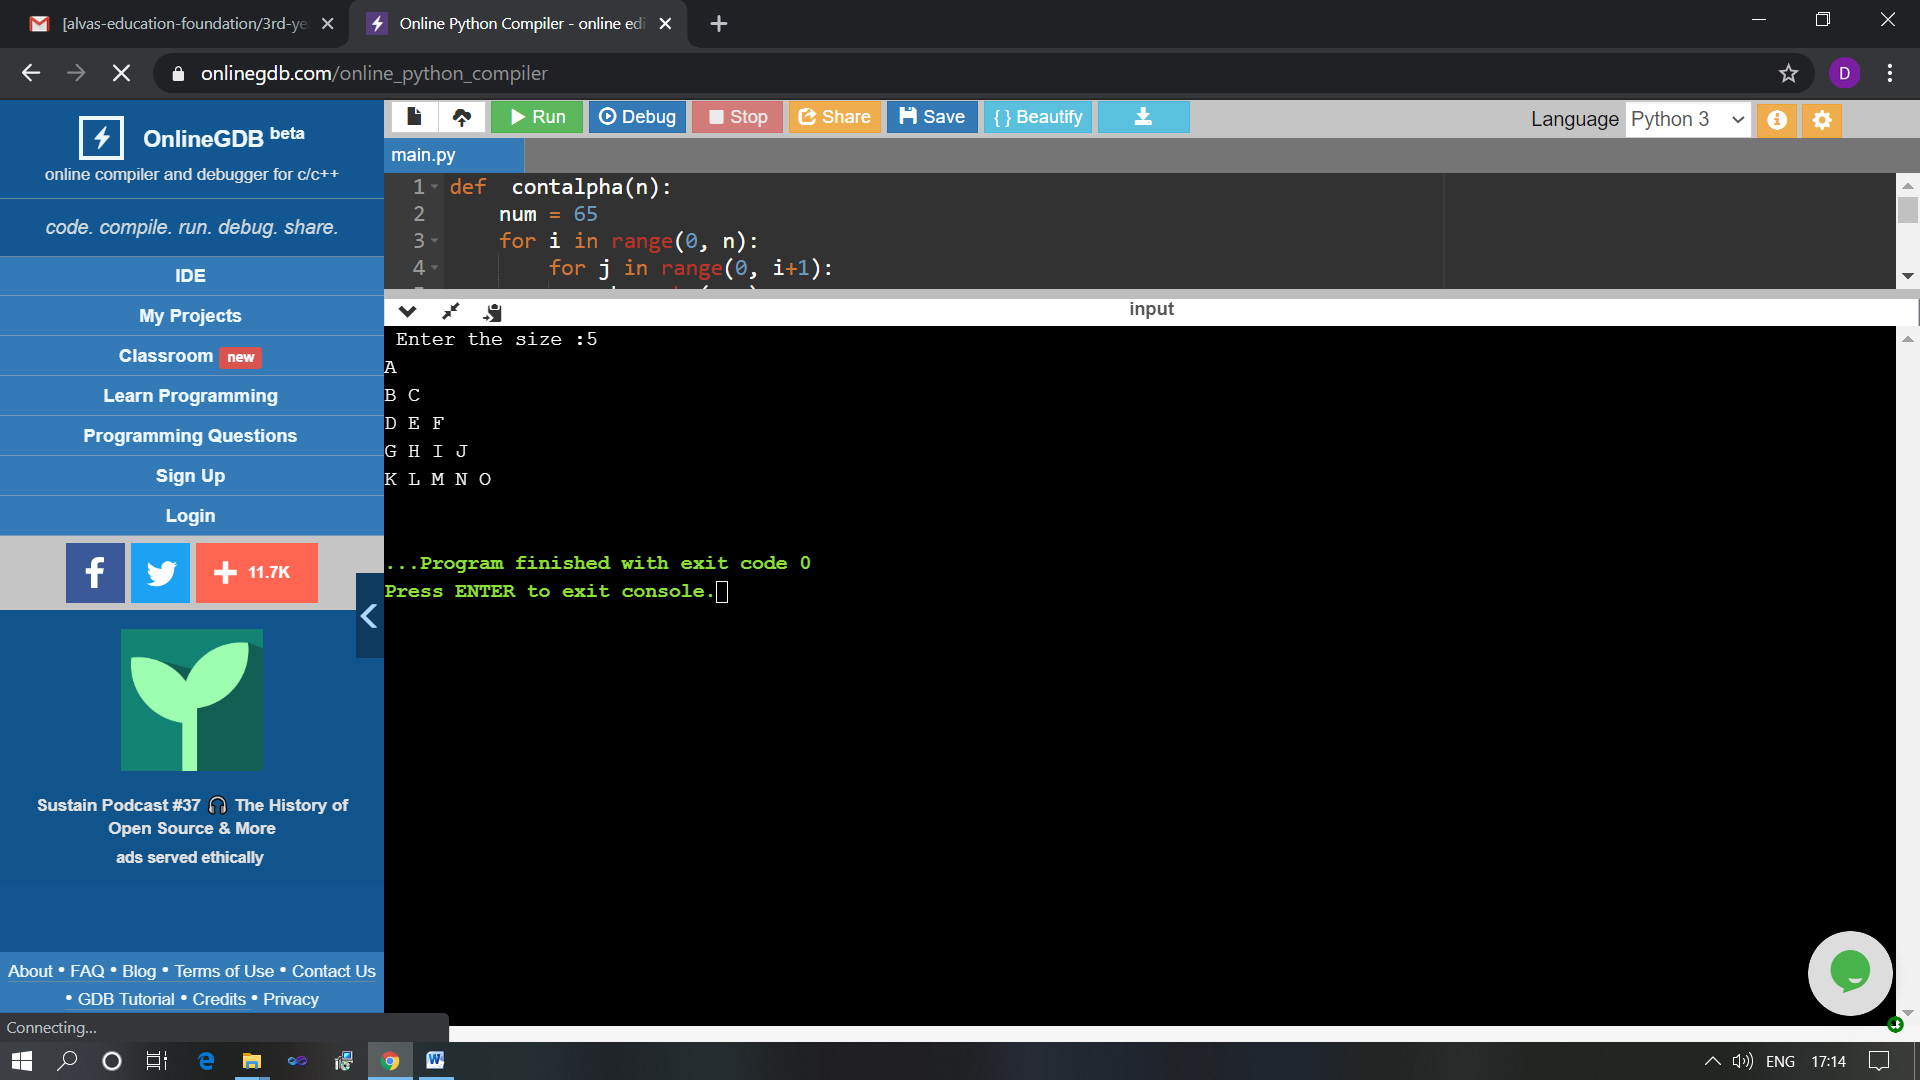 [alvas-education-foundation/3rd-ye
Online Python Compiler - online edi
onlinegdb.com/online_python_compiler
D
OnlineGDB beta
online compiler and debugger for c/c++
code. compile. run. debug. share.
IDE
My Projects
Classroom new
Learn Programming
Programming Questions
Sign Up
Login
11.7K
Sustain Podcast #37 🎧 The History of
Open Source & More
ads served ethically
About • FAQ • Blog • Terms of Use • Contact Us
• GDB Tutorial • Credits • Privacy
Connecting...
Run Debug Stop Share Save { } Beautify
Language Python 3
main.py
1 def  contalpha(n):
2     num = 65
3     for i in range(0, n):
4         for j in range(0, i+1):
input
Enter the size :5
A
B C
D E F
G H I J
K L M N O
...Program finished with exit code 0
Press ENTER to exit console.
ENG 17:14